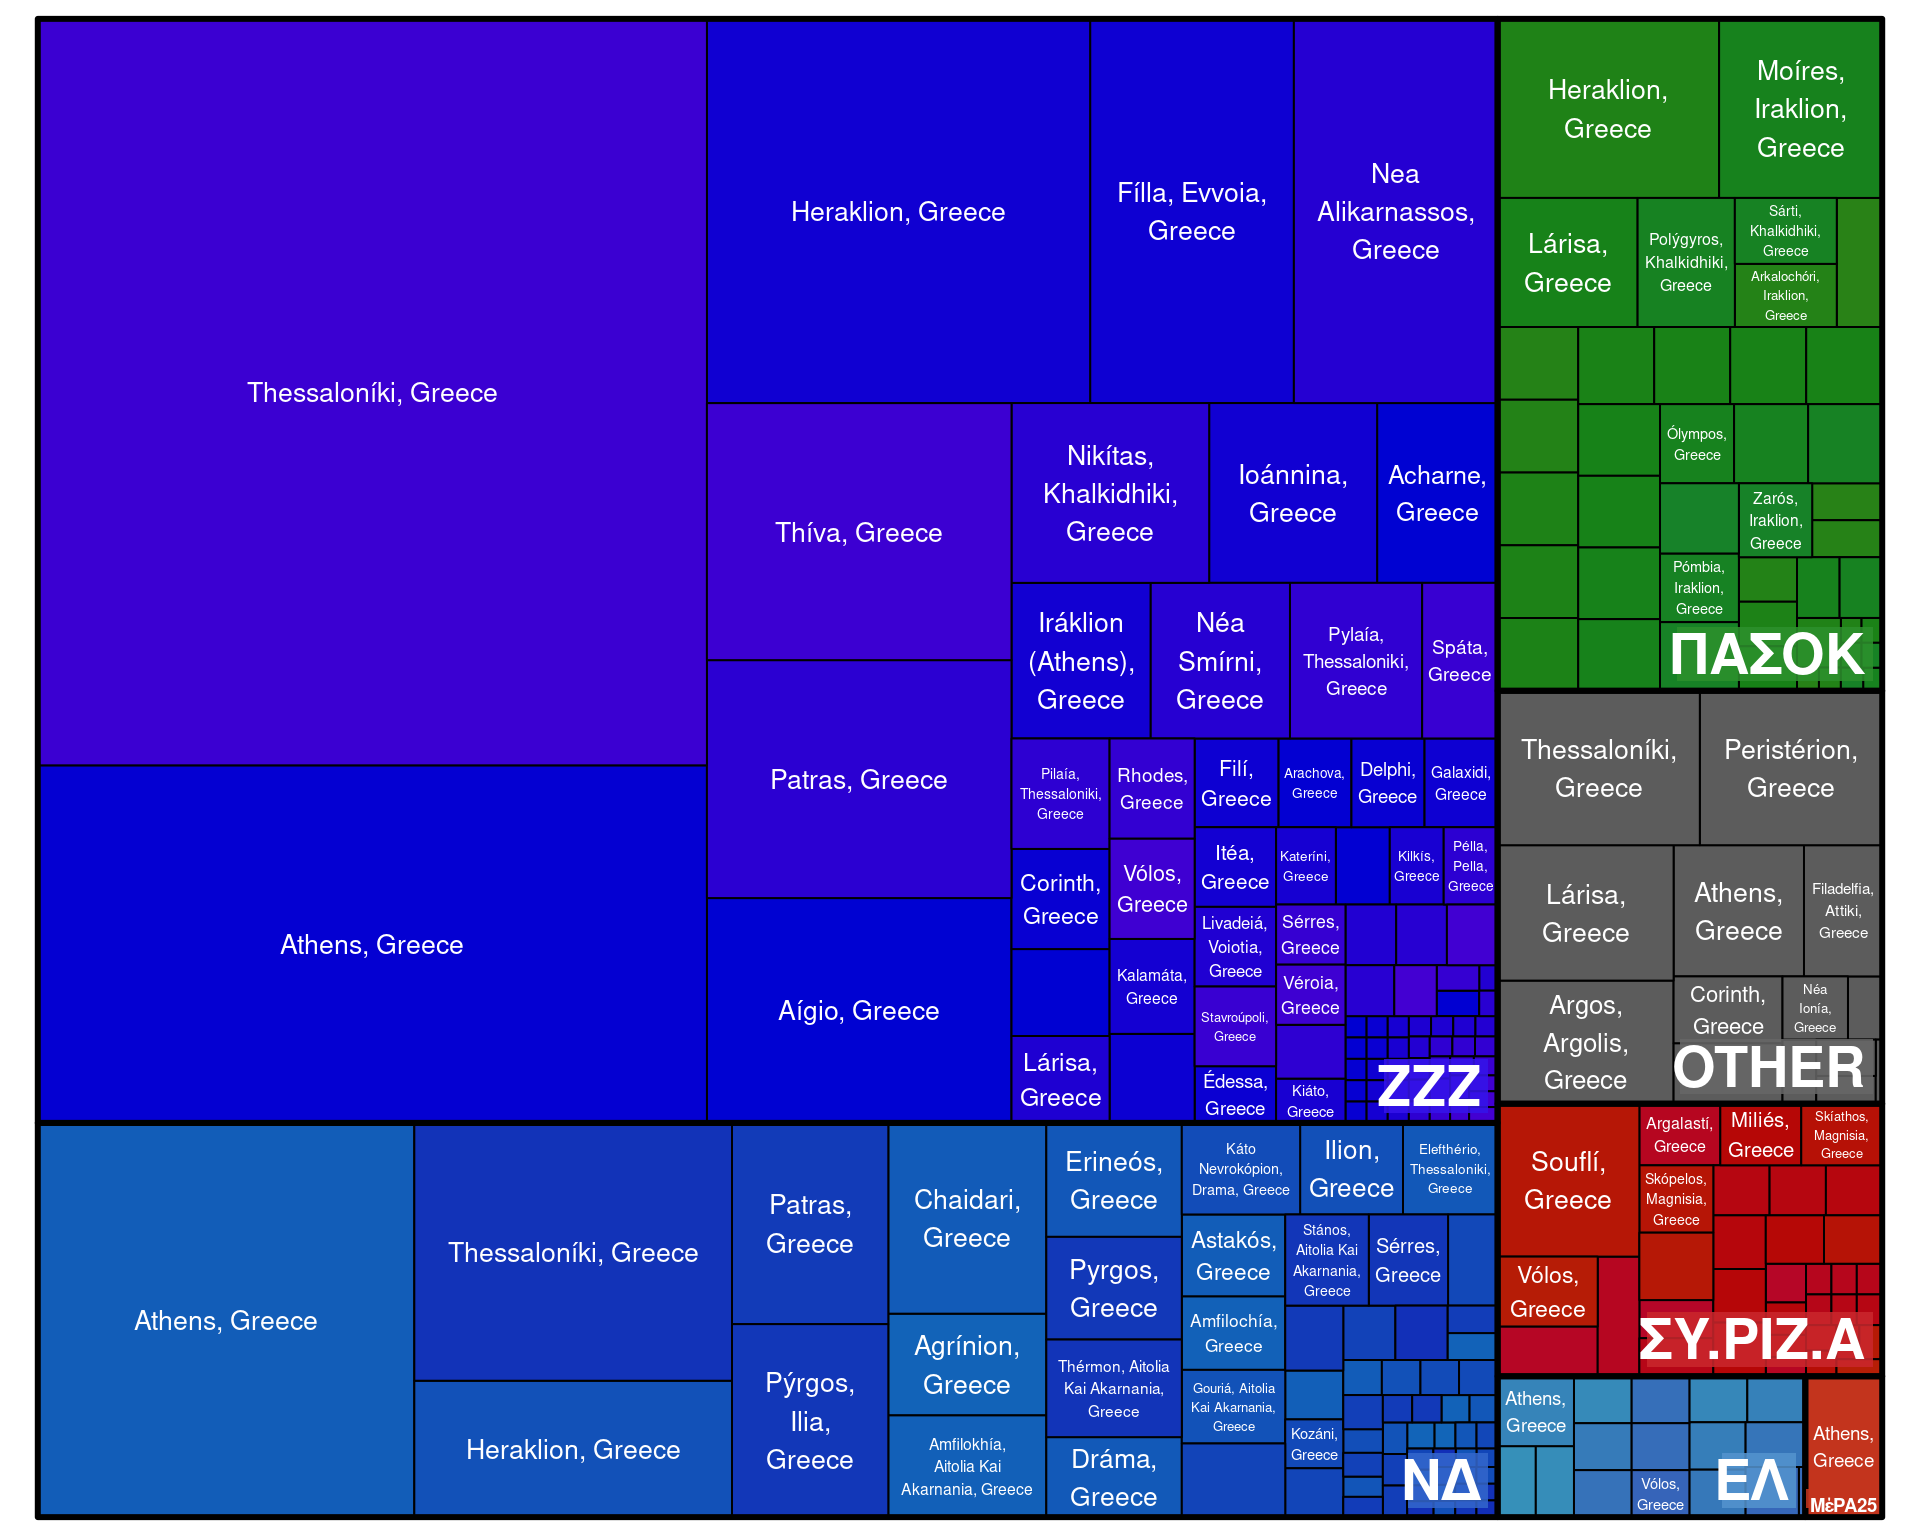 Thessaloníki, Greece
Athens, Greece
Heraklion, Greece
Fílla, Evvoia,
Greece
Nea
Alikarnassos,
Greece
Thíva, Greece
Patras, Greece
Aígio, Greece
Nikítas,
Khalkidhiki,
Greece
Ioánnina,
Greece
Acharne,
Greece
Iráklion
(Athens),
Greece
Néa
Smírni,
Greece
Pylaía,
Thessaloniki,
Greece
Spáta,
Greece
Pilaía,
Thessaloniki,
Greece
Rhodes,
Greece
Filí,
Greece
Arachova,
Greece
Delphi,
Greece
Galaxidi,
Greece
Corinth,
Greece
Vólos,
Greece
Itéa,
Greece
Kateríni,
Greece
Kilkís,
Greece
Pélla,
Pella,
Greece
Livadeiá,
Voiotia,
Greece
Sérres,
Greece
Kalamáta,
Greece
Véroia,
Greece
Stavroúpoli,
Greece
Lárisa,
Greece
Édessa,
Greece
Kiáto,
Greece
ZZZ
Athens, Greece
Thessaloníki, Greece
Heraklion, Greece
Patras,
Greece
Pýrgos,
Ilia,
Greece
Chaidari,
Greece
Agrínion,
Greece
Amfilokhía,
Aitolia Kai
Akarnania, Greece
Erineós,
Greece
Pyrgos,
Greece
Thérmon, Aitolia
Kai Akarnania,
Greece
Dráma,
Greece
Káto
Nevrokópion,
Drama, Greece
Ilion,
Greece
Elefthério,
Thessaloniki,
Greece
Astakós,
Greece
Stános,
Aitolia Kai
Akarnania,
Greece
Sérres,
Greece
Amfilochía,
Greece
Gouriá, Aitolia
Kai Akarnania,
Greece
Kozáni,
Greece
ΝΔ
Heraklion,
Greece
Moíres,
Iraklion,
Greece
Lárisa,
Greece
Polýgyros,
Khalkidhiki,
Greece
Sárti,
Khalkidhiki,
Greece
Arkalochóri,
Iraklion,
Greece
Ólympos,
Greece
Zarós,
Iraklion,
Greece
Pómbia,
Iraklion,
Greece
ΠΑΣΟΚ
Thessaloníki,
Greece
Peristérion,
Greece
Lárisa,
Greece
Athens,
Greece
Filadelfia,
Attiki,
Greece
Argos,
Argolis,
Greece
Corinth,
Greece
Néa
Ionía,
Greece
OTHER
Souflí,
Greece
Argalastí,
Greece
Miliés,
Greece
Skíathos,
Magnisia,
Greece
Skópelos,
Magnisia,
Greece
Vólos,
Greece
ΣΥ.ΡΙΖ.Α
Athens,
Greece
Vólos,
Greece
ΕΛ
Athens,
Greece
ΜέΡΑ25